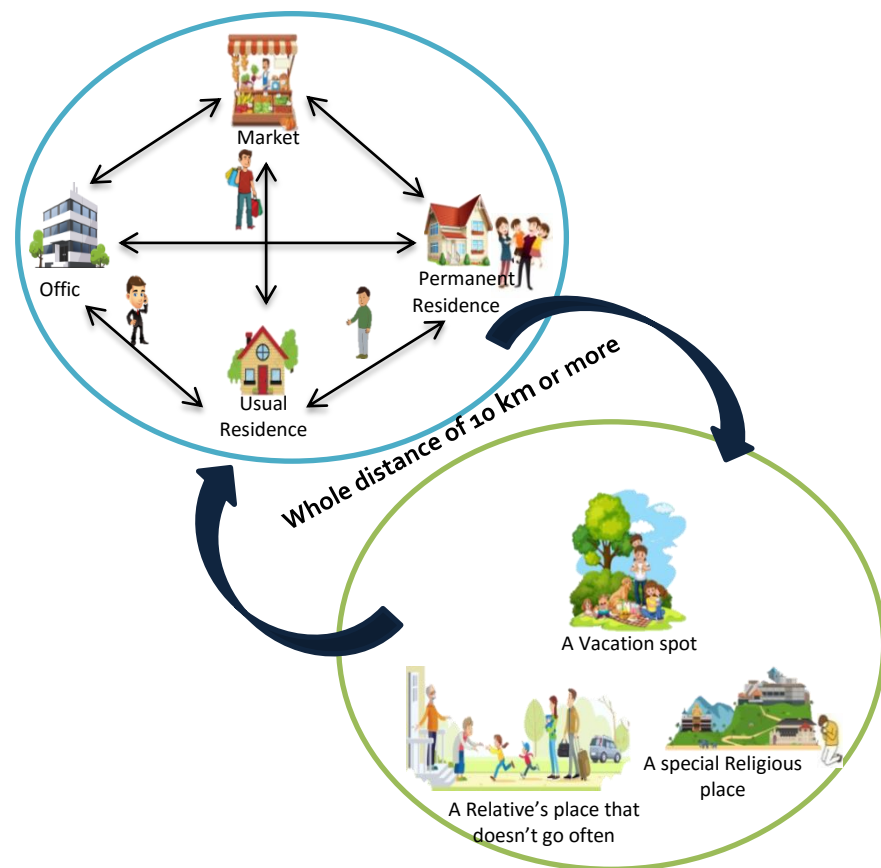 Market
Offic
Permanent
Residence
Usual
Residence
Whole distance of 10 km or more
A Vacation spot
A special Religious
place
A Relative's place that
doesn't go often